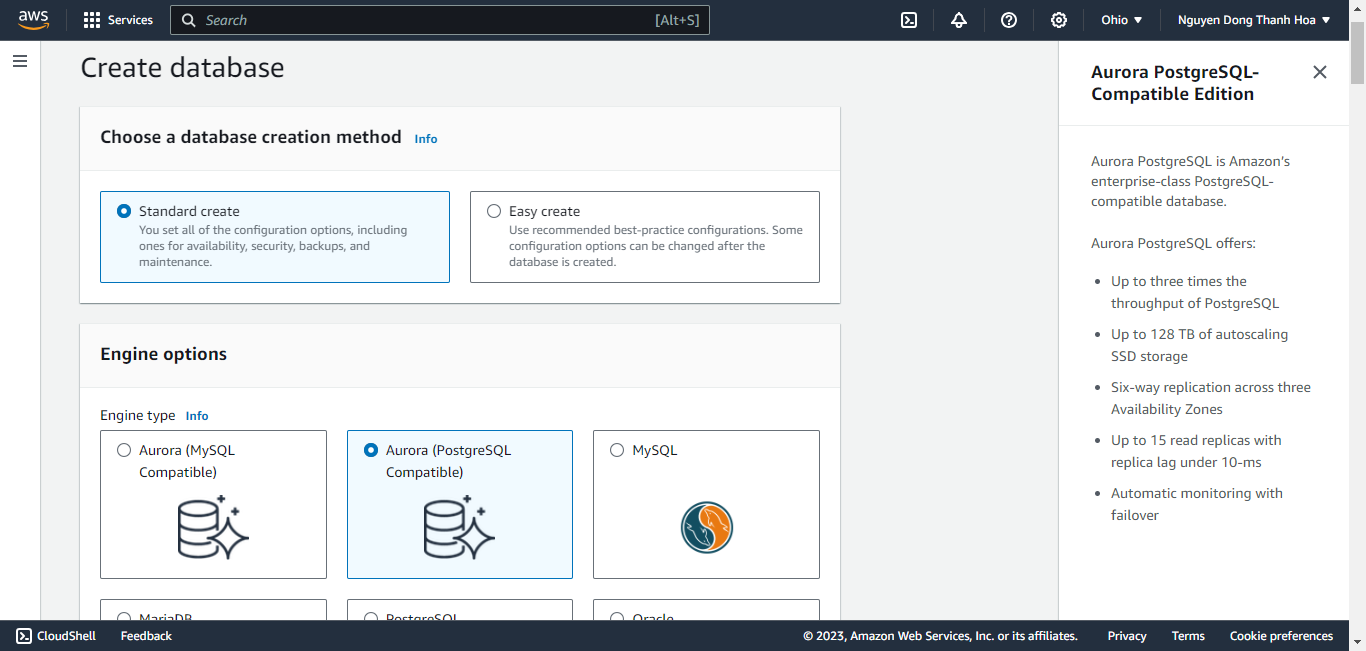 aws
Services
Search
[Alt+S]
Ohio
Nguyen Dong Thanh Hoa
Create database
Choose a database creation method Info
Standard create
You set all of the configuration options, including
ones for availability, security, backups, and
maintenance.
Easy create
Use recommended best-practice configurations. Some
configuration options can be changed after the
database is created.
Engine options
Engine type Info
Aurora (MySQL
Compatible)
Aurora (PostgreSQL
Compatible)
MySQL
MariaDB
PostgreSQL
Oracle
Aurora PostgreSQL-
Compatible Edition
Aurora PostgreSQL is Amazon's
enterprise-class PostgreSQL-
compatible database.
Aurora PostgreSQL offers:
Up to three times the
throughput of PostgreSQL
Up to 128 TB of autoscaling
SSD storage
Six-way replication across three
Availability Zones
Up to 15 read replicas with
replica lag under 10-ms
Automatic monitoring with
failover
CloudShell
Feedback
© 2023, Amazon Web Services, Inc. or its affiliates.
Privacy
Terms
Cookie preferences